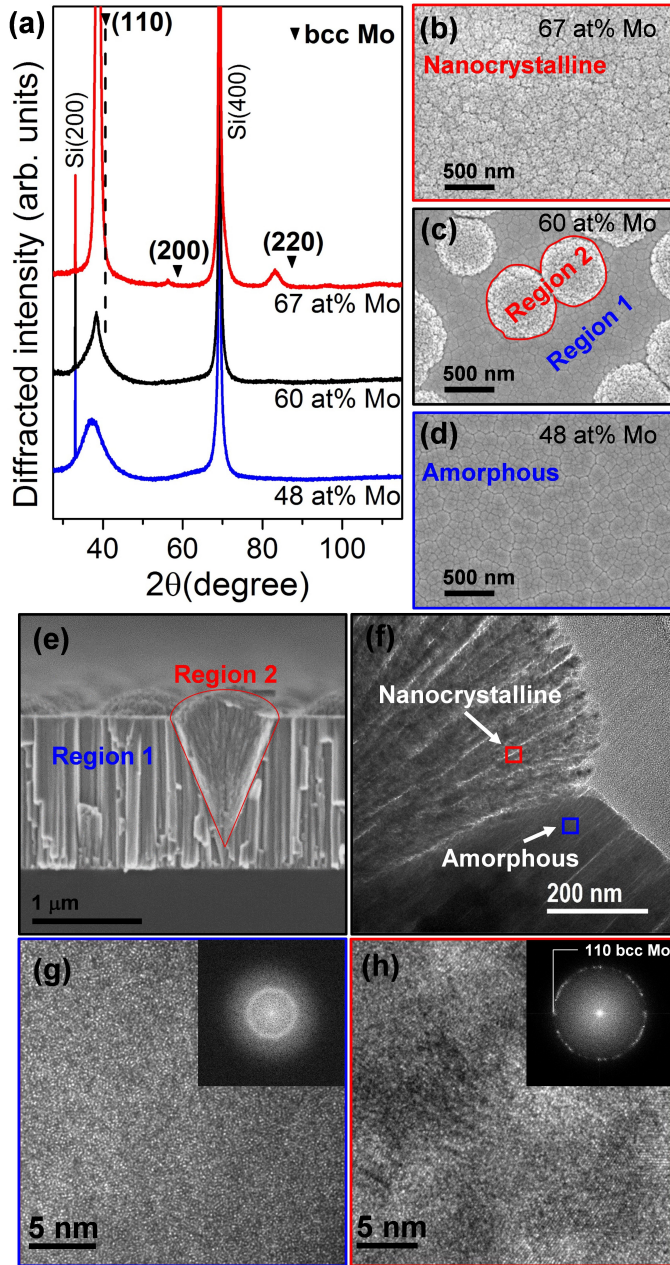 (a)
▼(110)
▼bcc Mo
Diffracted intensity (arb. units)
Si(200)
Si(400)
(200)
(220)
67 at% Mo
60 at% Mo
48 at% Mo
40 60 80 100
2θ(degree)
(b) 67 at% Mo
Nanocrystalline
500 nm
(c) 60 at% Mo
Region 2
Region 1
500 nm
(d) 48 at% Mo
Amorphous
500 nm
(e)
Region 2
Region 1
1 μm
(f)
Nanocrystalline
Amorphous
200 nm
(g)
5 nm
(h)
110 bcc Mo
5 nm